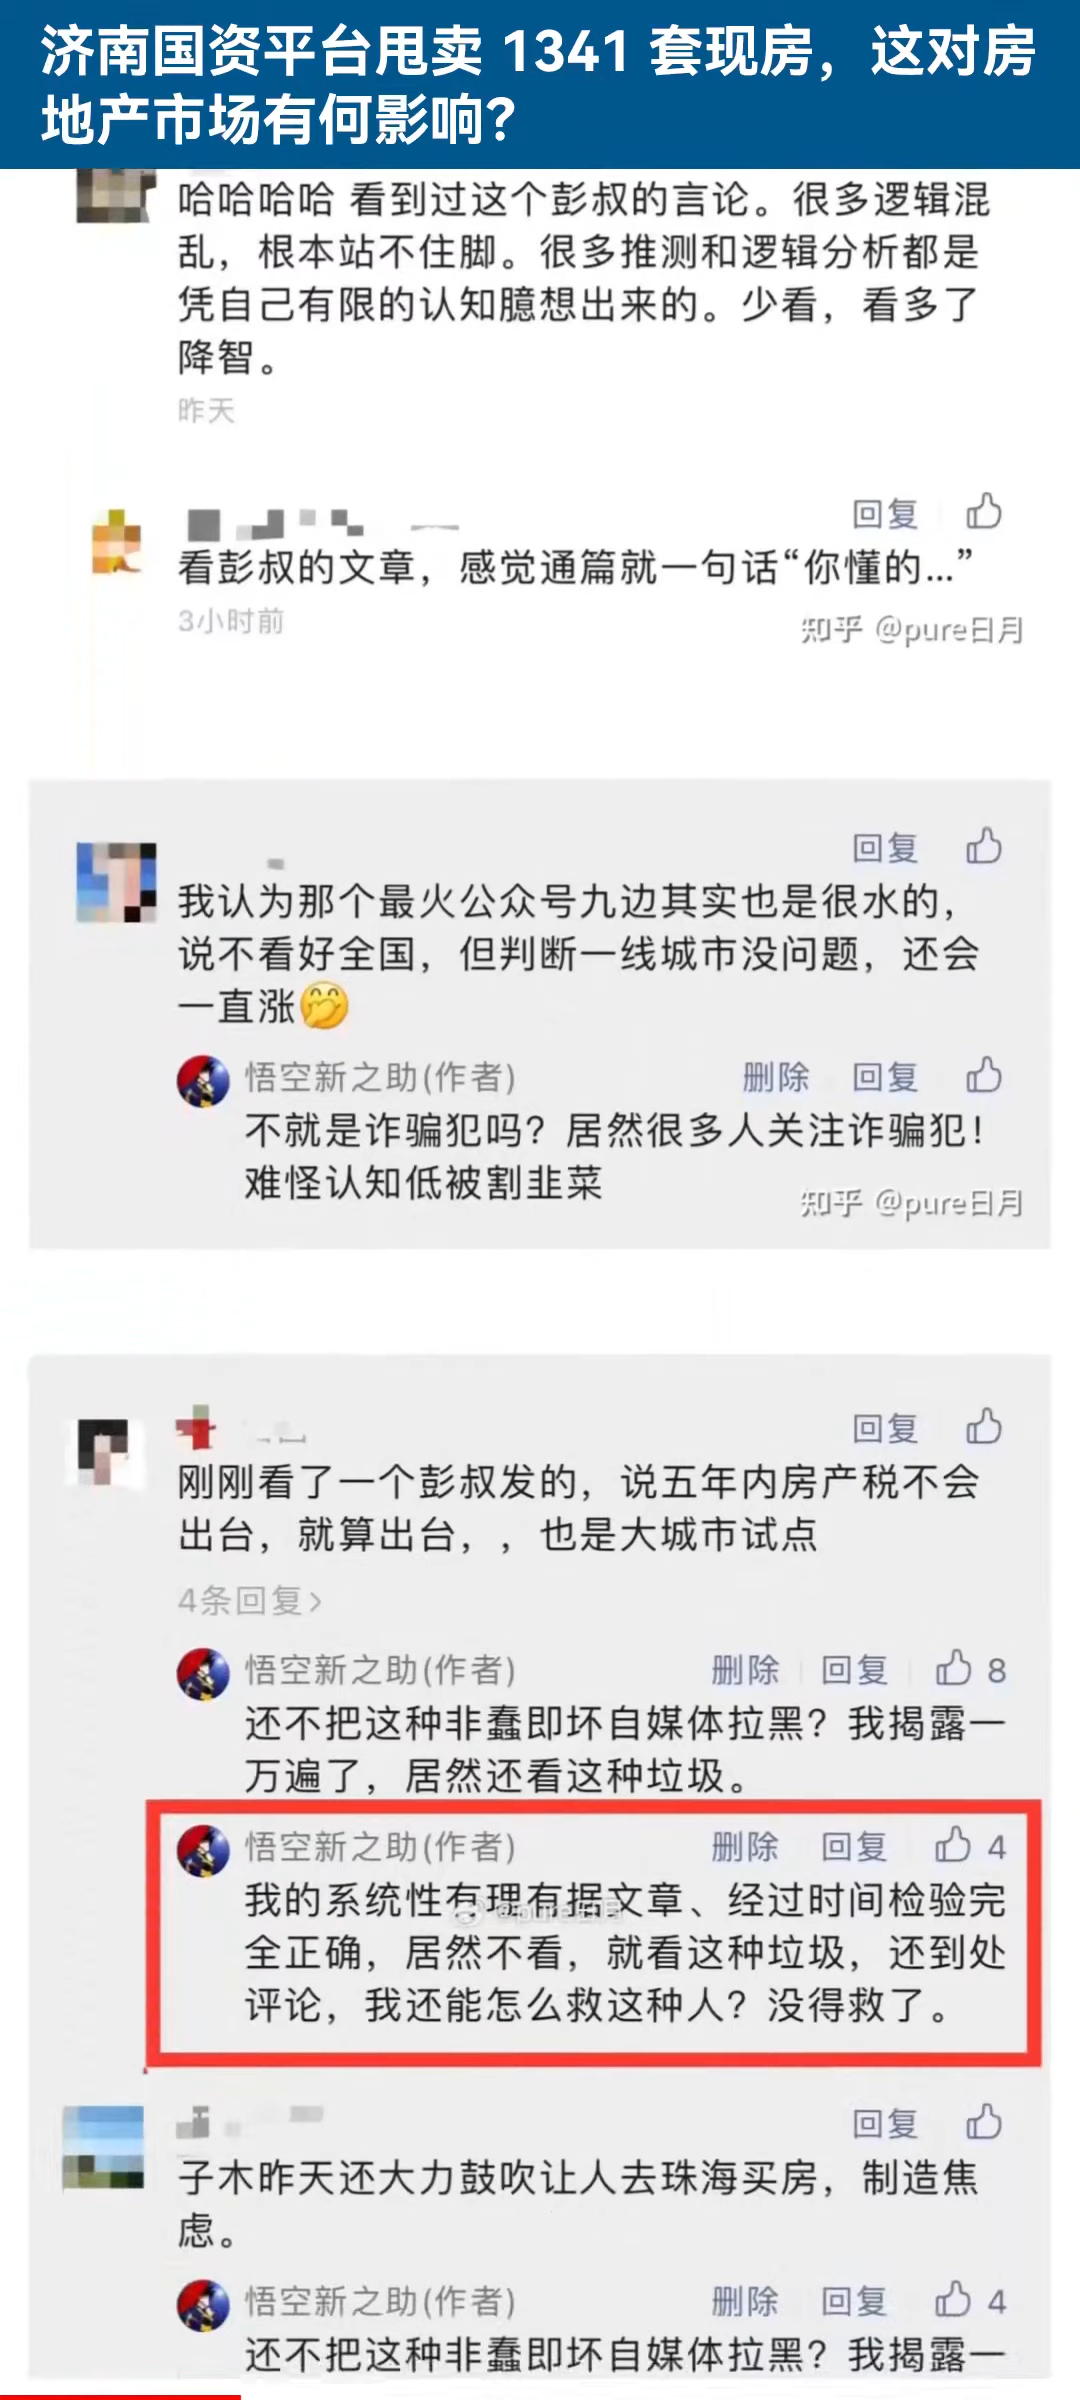 济南国资平台甩卖 1341 套现房，这对房
地产市场有何影响？
哈哈哈哈 看到过这个彭叔的言论。很多逻辑混
乱，根本站不住脚。很多推测和逻辑分析都是
凭自己有限的认知臆想出来的。少看，看多了
降智。
昨天
回复
看彭叔的文章，感觉通篇就一句话“你懂的...”
3小时前
知乎 @pure日月
回复
我认为那个最火公众号九边其实也是很水的，
说不看好全国，但判断一线城市没问题，还会
一直涨🤭
悟空新之助(作者) 删除 回复
不就是诈骗犯吗？居然很多人关注诈骗犯！
难怪认知低被割韭菜
知乎 @pure日月
回复
刚刚看了一个彭叔发的，说五年内房产税不会
出台，就算出台，，也是大城市试点
4条回复>
悟空新之助(作者) 删除 回复 8
还不把这种非蠢即坏自媒体拉黑？我揭露一
万遍了，居然还看这种垃圾。
悟空新之助(作者) 删除 回复 4
我的系统性有理有据文章、经过时间检验完
@pure日月
全正确，居然不看，就看这种垃圾，还到处
评论，我还能怎么救这种人？没得救了。
回复
子木昨天还大力鼓吹让人去珠海买房，制造焦
虑。
悟空新之助(作者) 删除 回复 4
还不把这种非蠢即坏自媒体拉黑？我揭露一